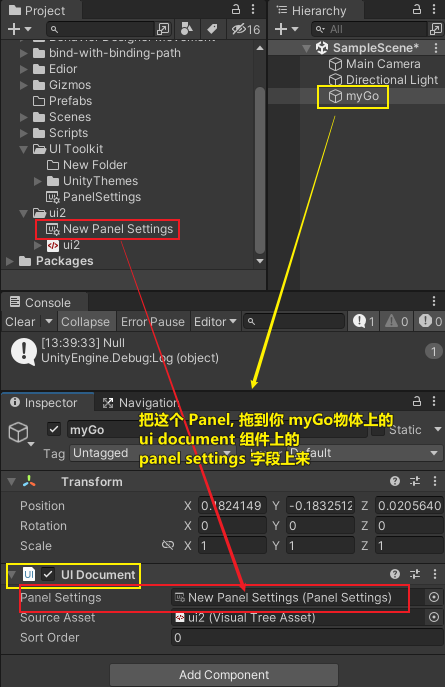 Project
Hierarchy
16
All
Behavior Designer Movement
bind-with-binding-path
Edior
Gizmos
Prefabs
Scenes
Scripts
UI Toolkit
New Folder
UnityThemes
PanelSettings
ui2
New Panel Settings
ui2
Packages
SampleScene*
Main Camera
Directional Light
myGo
Console
Clear
Collapse
Error Pause
Editor
1
0
0
[13:39:33] Null
UnityEngine.Debug:Log (object)
1
Inspector
Navigation
myGo
Static
Tag Untagged
Default
把这个 Panel, 拖到你 myGo物体上的
ui document 组件上的
panel settings 字段上来
Transform
Position X 0.1824149 Y -0.1832512 Z 0.0205640
Rotation X 0 Y 0 Z 0
Scale X 1 Y 1 Z 1
UI UI Document
Panel Settings New Panel Settings (Panel Settings)
Source Asset ui2 (Visual Tree Asset)
Sort Order 0
Add Component